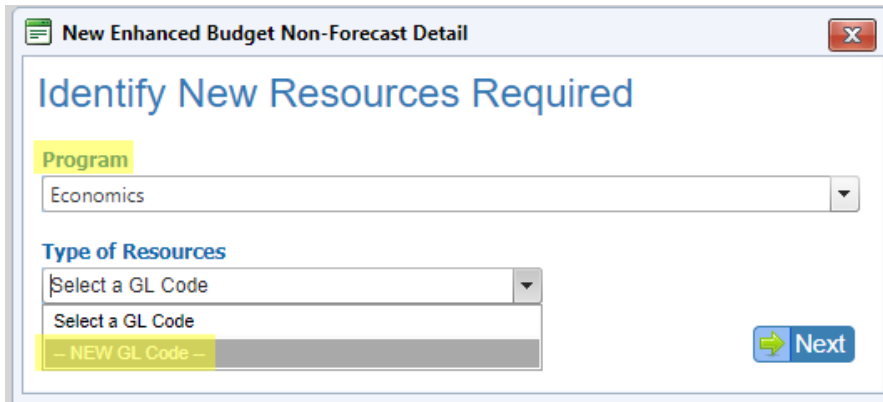 New Enhanced Budget Non-Forecast Detail
Identify New Resources Required
Program
Economics
Type of Resources
Select a GL Code
Select a GL Code
-- NEW GL Code --
Next